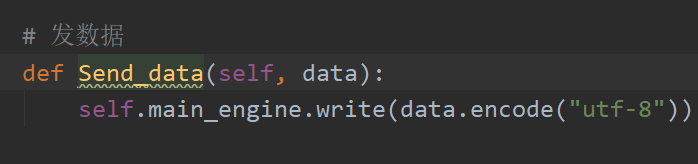 # 发数据
def Send_data(self, data):
self.main_engine.write(data.encode("utf-8"))